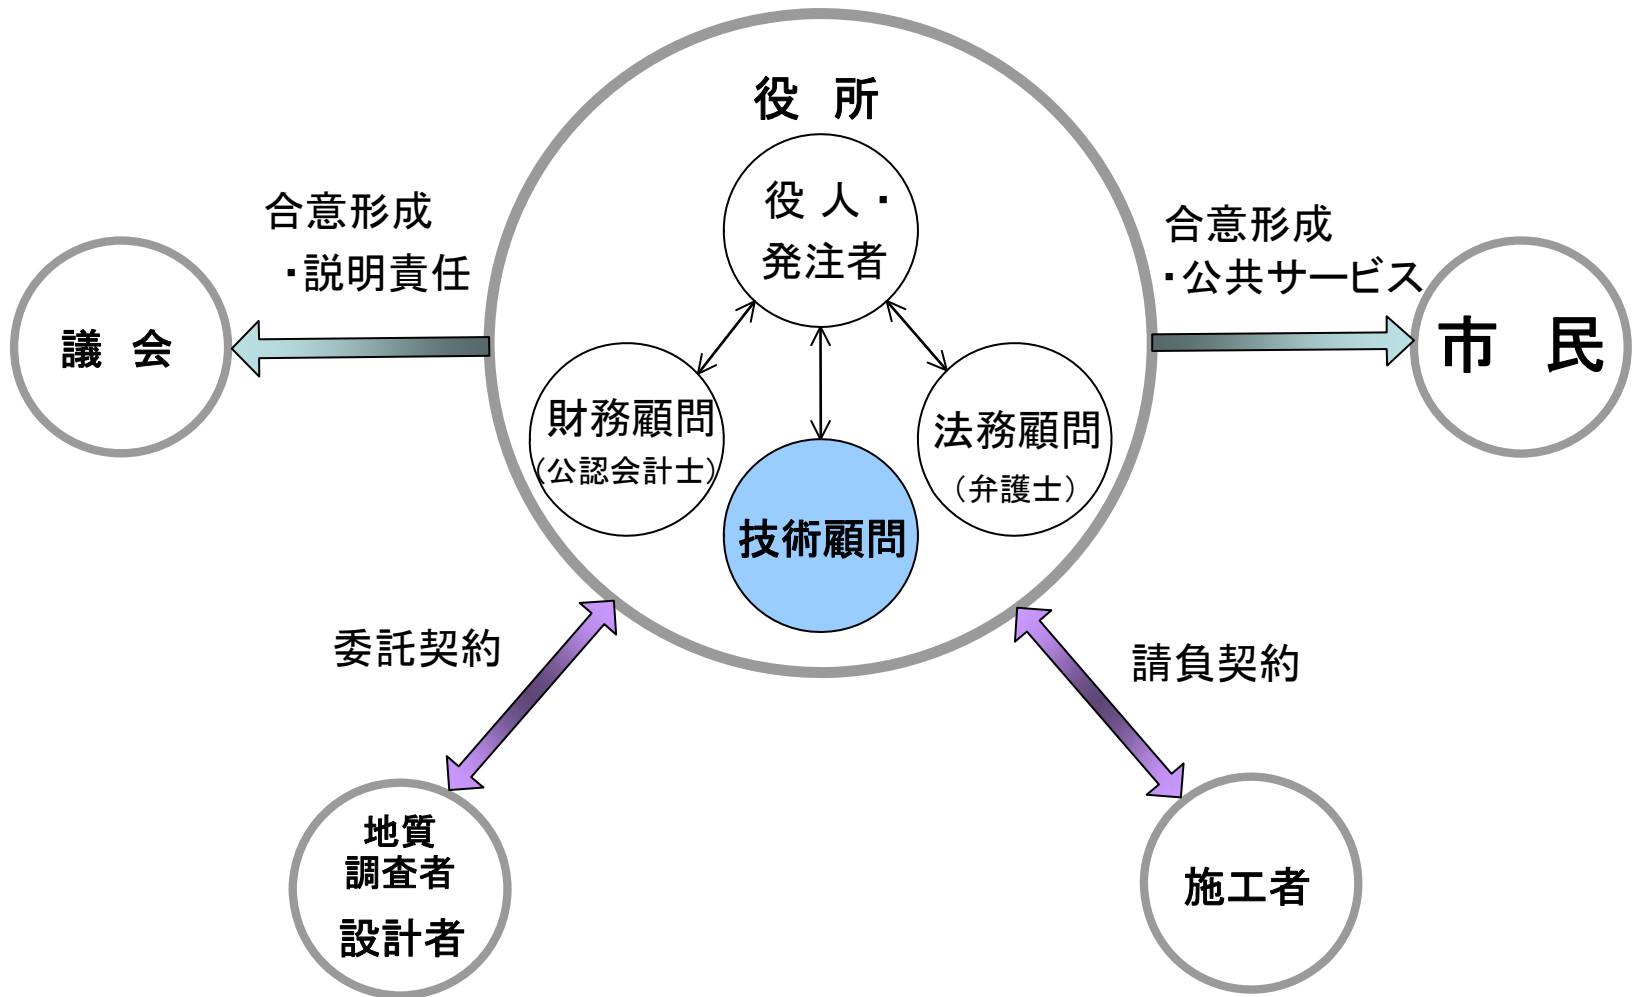 役 所
役 人・
発注者
合意形成
・説明責任
合意形成
・公共サービス
議 会
市 民
財務顧問
（公認会計士）
法務顧問
（弁護士）
技術顧問
委託契約
請負契約
地質
調査者
設計者
施工者